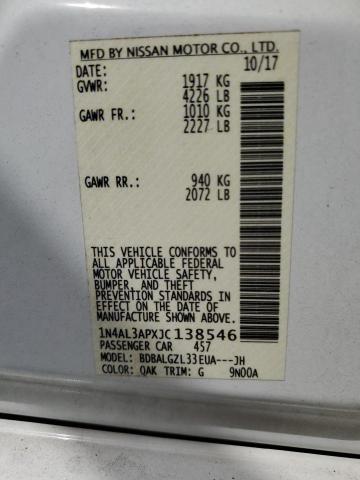 MFD BY NISSAN MOTOR CO., LTD.
DATE: 10/17
GVWR: 1917 KG
4226 LB
GAWR FR.: 1010 KG
2227 LB
GAWR RR.: 940 KG
2072 LB
THIS VEHICLE CONFORMS TO
ALL APPLICABLE FEDERAL
MOTOR VEHICLE SAFETY,
BUMPER, AND THEFT
PREVENTION STANDARDS IN
EFFECT ON THE DATE OF
MANUFACTURE SHOWN ABOVE.
1N4AL3APXJC138546
PASSENGER CAR 457
MODEL: BDBALGZL33EUA---JH
COLOR: QAK TRIM: G 9N00A